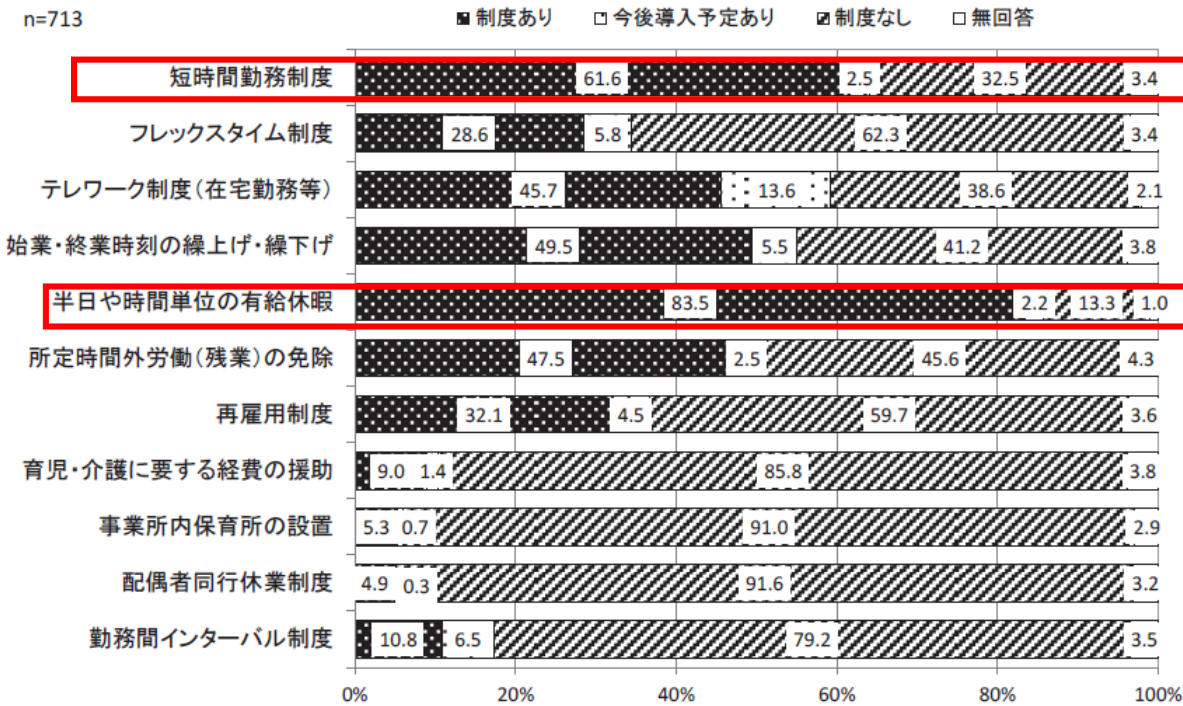 n=713 ■制度あり □今後導入予定あり ■制度なし □無回答
短時間勤務制度 61.6 2.5 32.5 3.4
フレックスタイム制度 28.6 5.8 62.3 3.4
テレワーク制度(在宅勤務等) 45.7 13.6 38.6 2.1
始業・終業時刻の繰上げ・繰下げ 49.5 5.5 41.2 3.8
半日や時間単位の有給休暇 83.5 2.2 13.3 1.0
所定時間外労働(残業)の免除 47.5 2.5 45.6 4.3
再雇用制度 32.1 4.5 59.7 3.6
育児・介護に要する経費の援助 9.0 1.4 85.8 3.8
事業所内保育所の設置 5.3 0.7 91.0 2.9
配偶者同行休業制度 4.9 0.3 91.6 3.2
勤務間インターバル制度 10.8 6.5 79.2 3.5
0% 20% 40% 60% 80% 100%